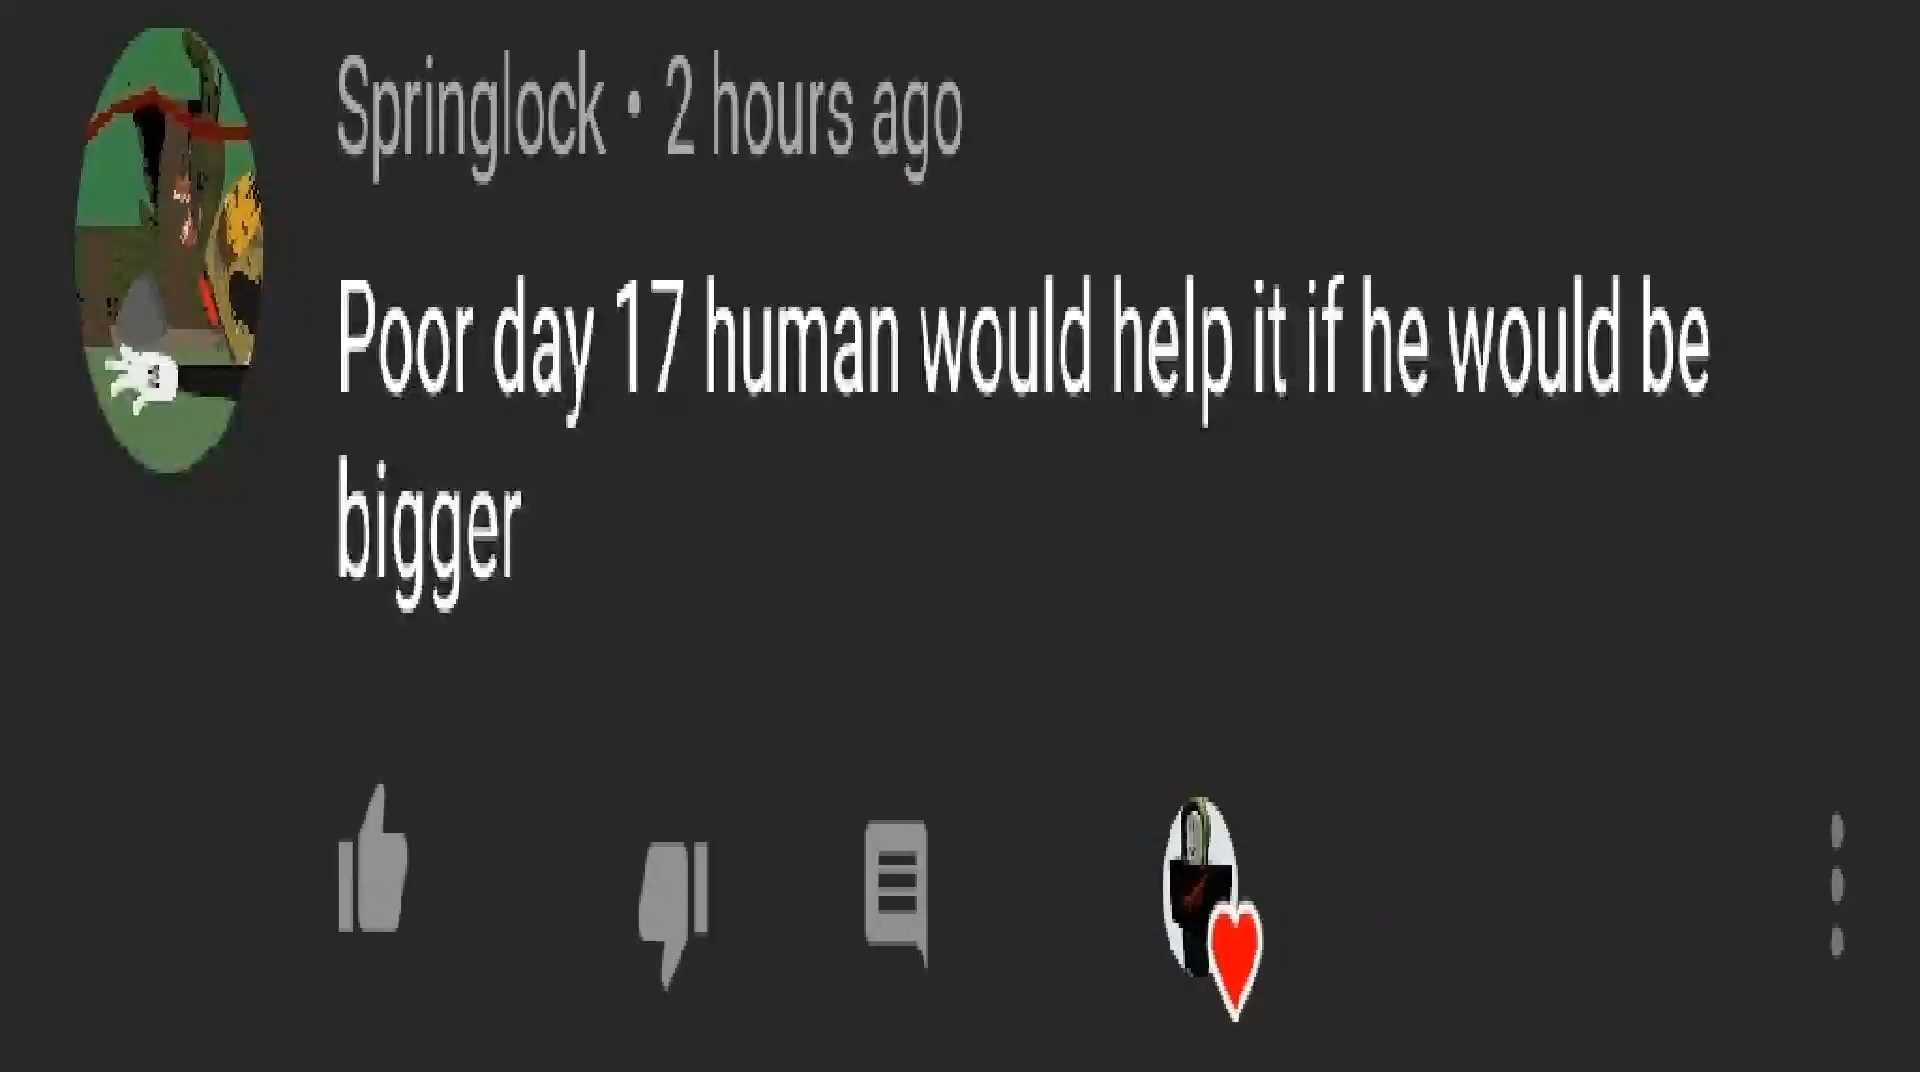 Springlock • 2 hours ago
Poor day 17 human would help it if he would be
bigger